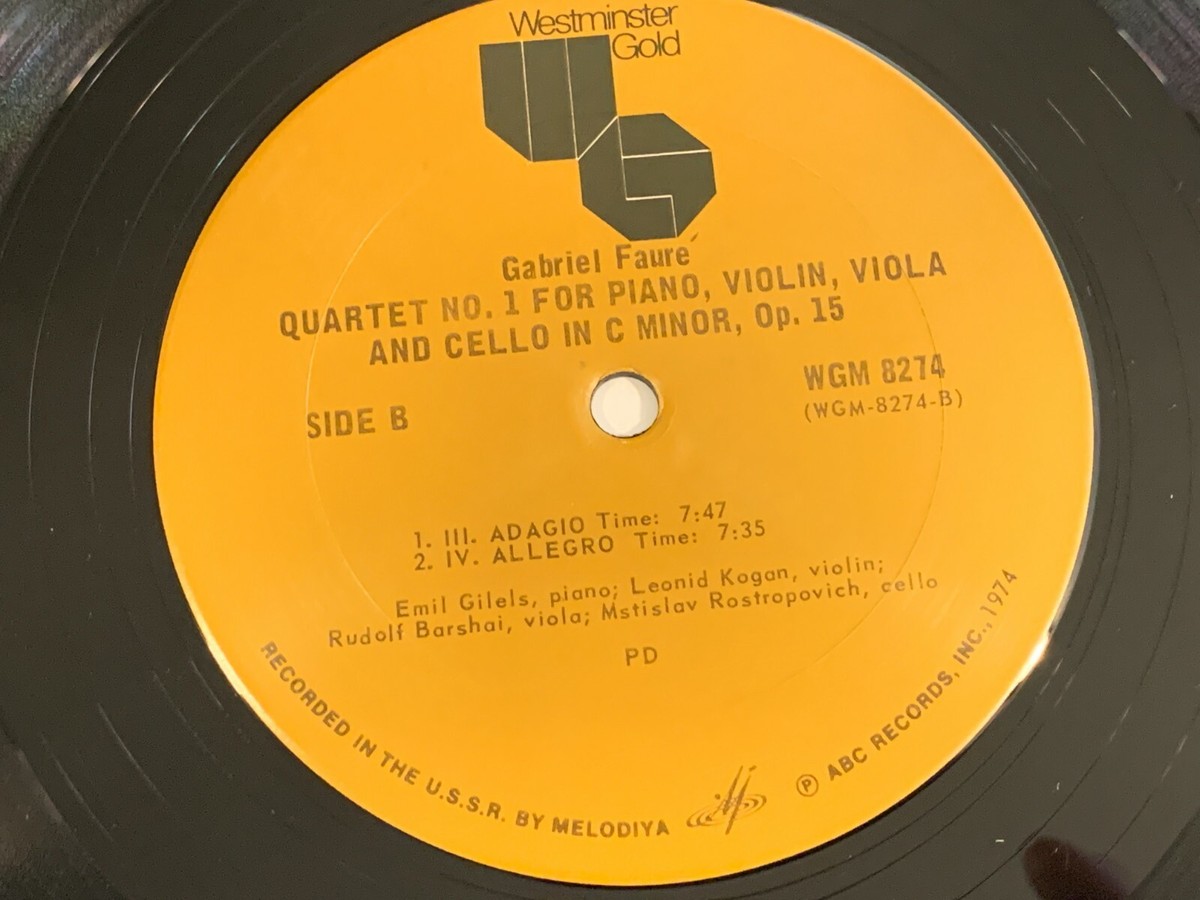 Westminster
Gold
Gabriel Fauré
QUARTET NO. 1 FOR PIANO, VIOLIN, VIOLA
AND CELLO IN C MINOR, Op. 15
SIDE B
WGM 8274
(WGM-8274-B)
1. III. ADAGIO Time: 7:47
2. IV. ALLEGRO Time: 7:35
Emil Gilels, piano; Leonid Kogan, violin;
Rudolf Barshai, viola; Mstislav Rostropovich, cello
PD
RECORDED IN THE U.S.S.R. BY MELODIYA
Ⓟ ABC RECORDS, INC., 1974